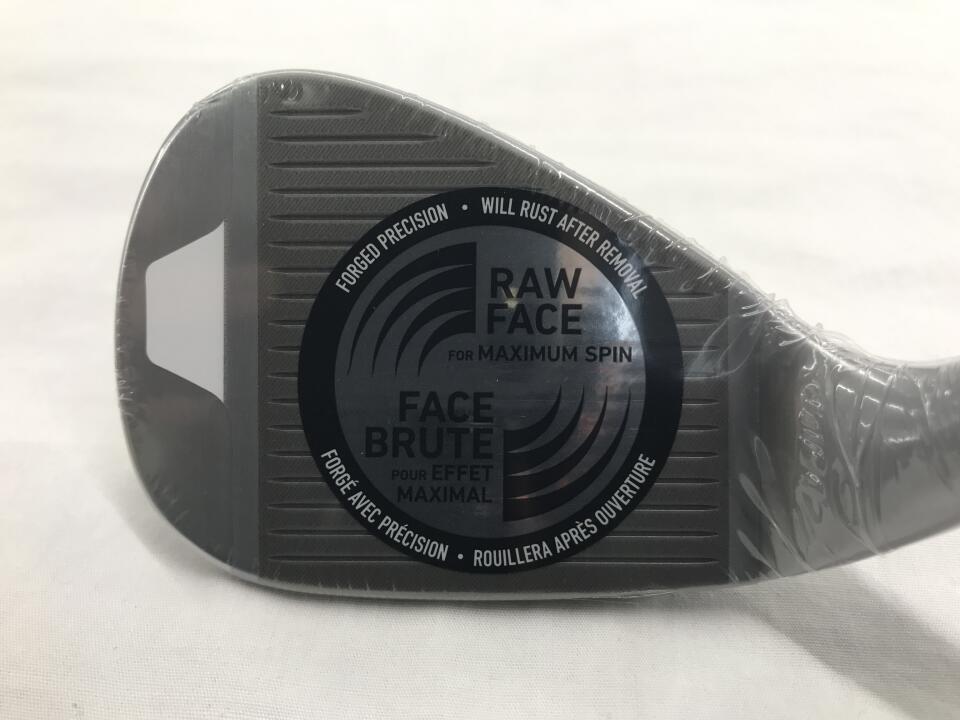 FORGED PRECISION • WILL RUST AFTER REMOVAL
RAW
FACE
FOR MAXIMUM SPIN
FACE
BRUTE
POUR EFFET
MAXIMAL
FORGÉ AVEC PRÉCISION • ROUILLERA APRÈS OUVERTURE